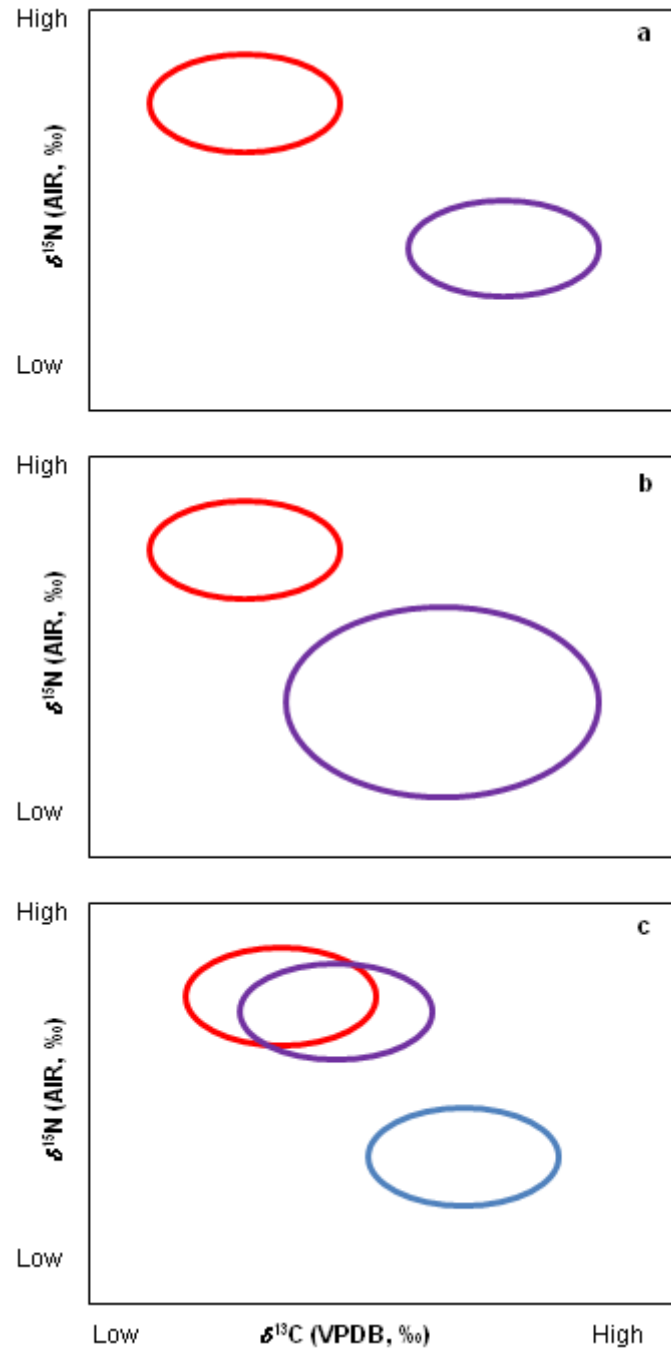 High
a
δ¹⁵N (AIR, ‰)
Low
High
b
δ¹⁵N (AIR, ‰)
Low
High
c
δ¹⁵N (AIR, ‰)
Low
Low δ¹³C (VPDB, ‰) High